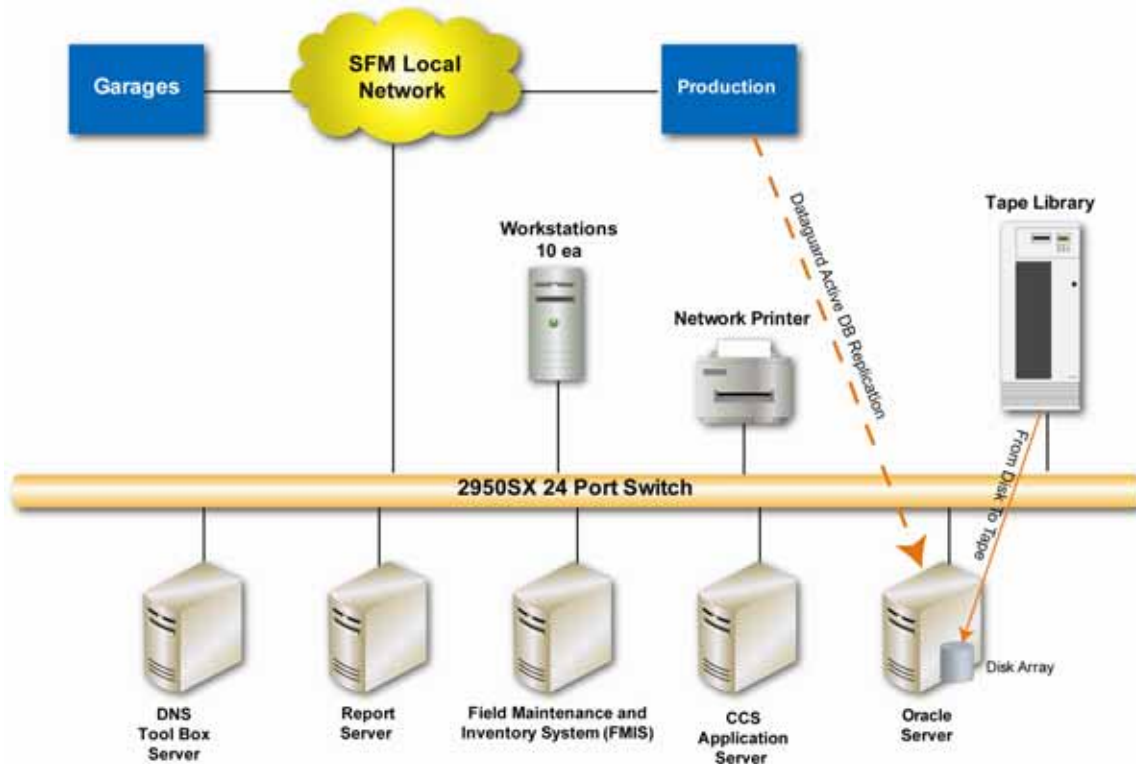 Garages
SFM Local
Network
Production
Dataguard Active DB Replication
Tape Library
Workstations
10 ea
Network Printer
From Disk To Tape
2950SX 24 Port Switch
DNS
Tool Box
Server
Report
Server
Field Maintenance and
Inventory System (FMIS)
CCS
Application
Server
Oracle
Server
Disk Array